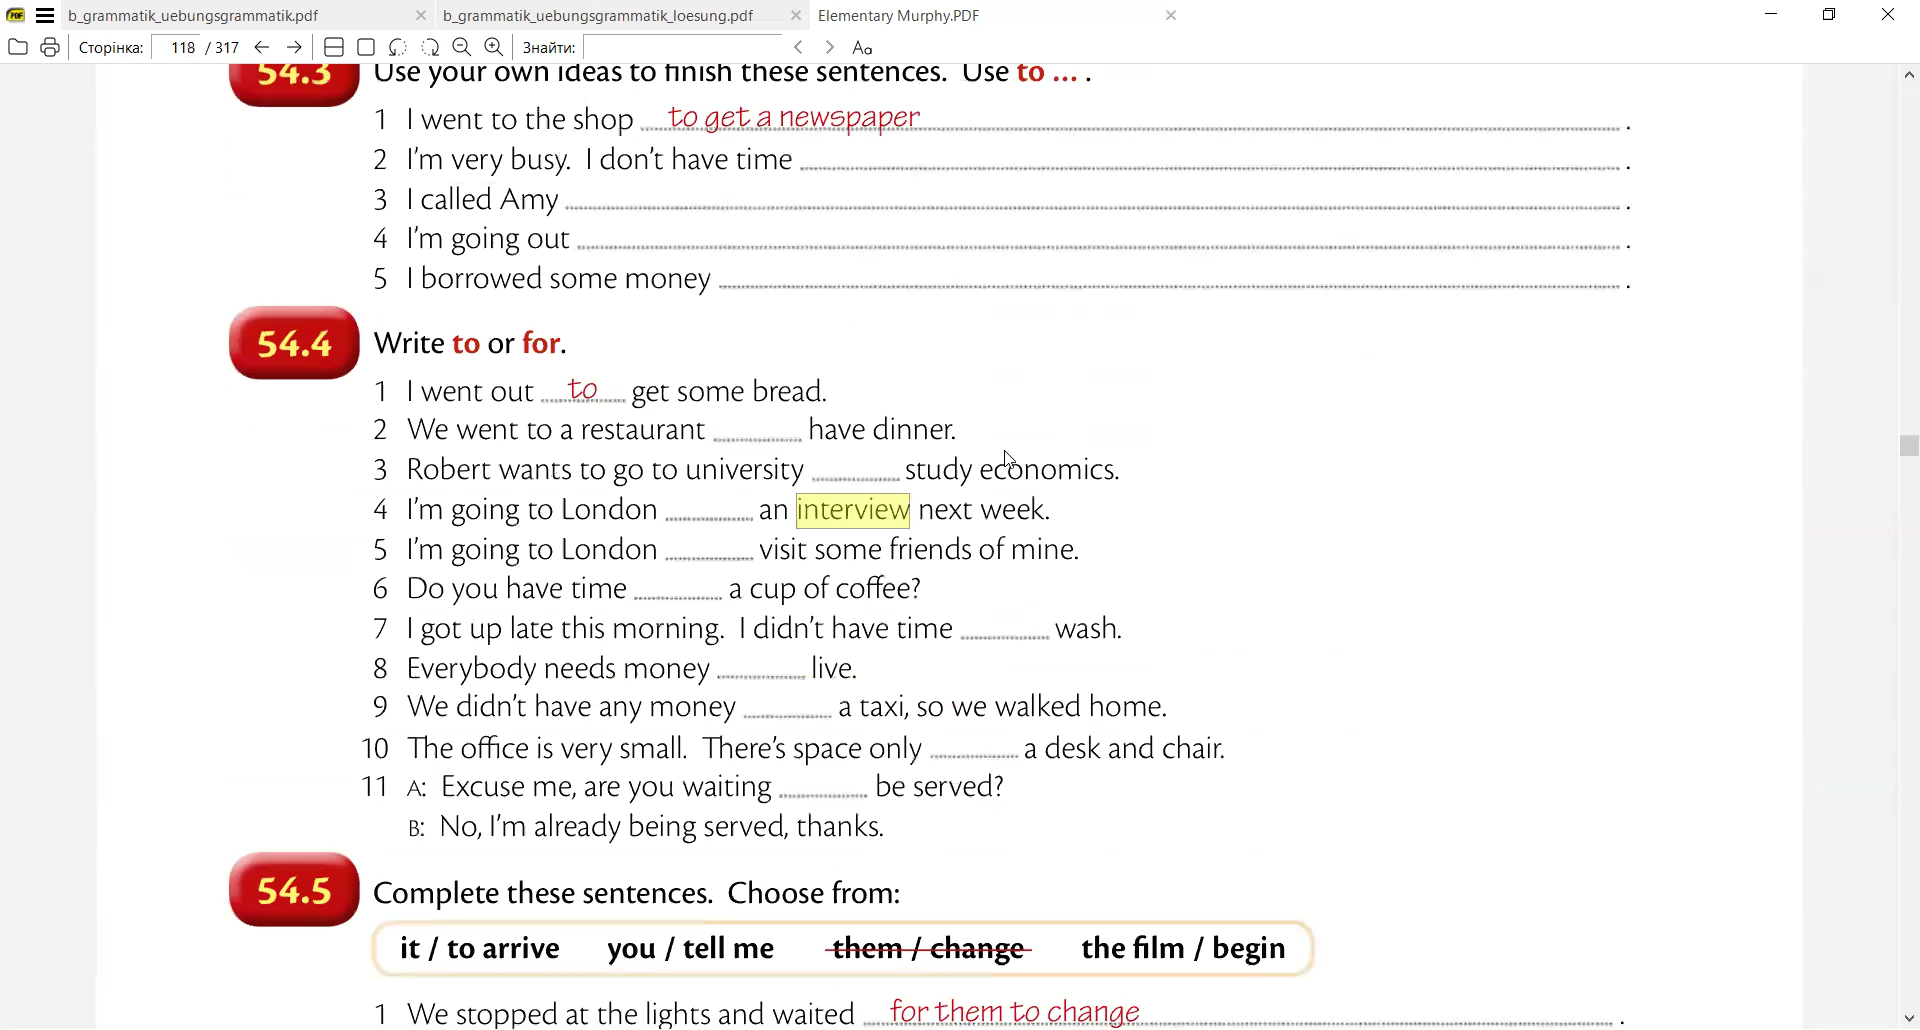 b_grammatik_uebungsgrammatik.pdf b_grammatik_uebungsgrammatik_loesung.pdf Elementary Murphy.PDF
Сторінка: 118 / 317 Знайти: Aa
54.3 Use your own ideas to finish these sentences. Use to ... .
1 I went to the shop to get a newspaper .
2 I'm very busy. I don't have time .
3 I called Amy .
4 I'm going out .
5 I borrowed some money .
54.4 Write to or for.
1 I went out to get some bread.
2 We went to a restaurant have dinner.
3 Robert wants to go to university study economics.
4 I'm going to London an interview next week.
5 I'm going to London visit some friends of mine.
6 Do you have time a cup of coffee?
7 I got up late this morning. I didn't have time wash.
8 Everybody needs money live.
9 We didn't have any money a taxi, so we walked home.
10 The office is very small. There's space only a desk and chair.
11 A: Excuse me, are you waiting be served?
B: No, I'm already being served, thanks.
54.5 Complete these sentences. Choose from:
it / to arrive you / tell me them / change the film / begin
1 We stopped at the lights and waited for them to change .